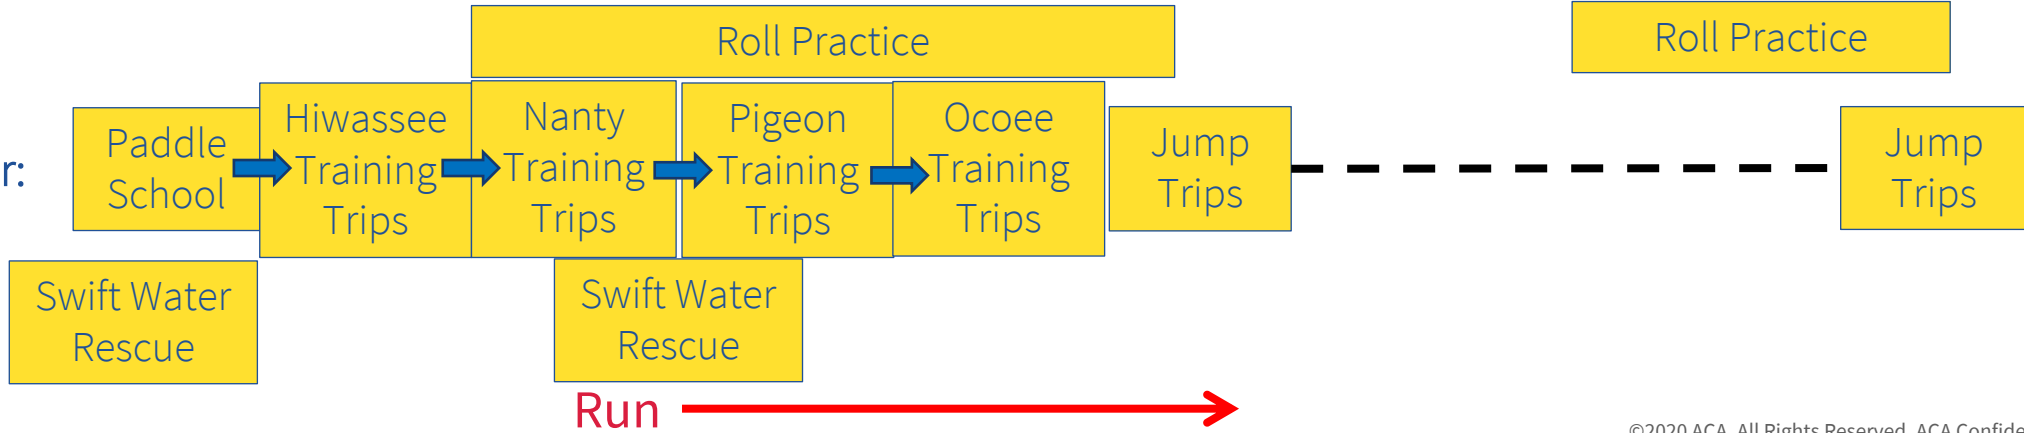 Roll Practice
Roll Practice
r:
Paddle
School
Hiwassee
Training
Trips
Nanty
Training
Trips
Pigeon
Training
Trips
Ocoee
Training
Trips
Jump
Trips
Jump
Trips
Swift Water
Rescue
Swift Water
Rescue
Run
©2020 ACA. All Rights Reserved. ACA Confide